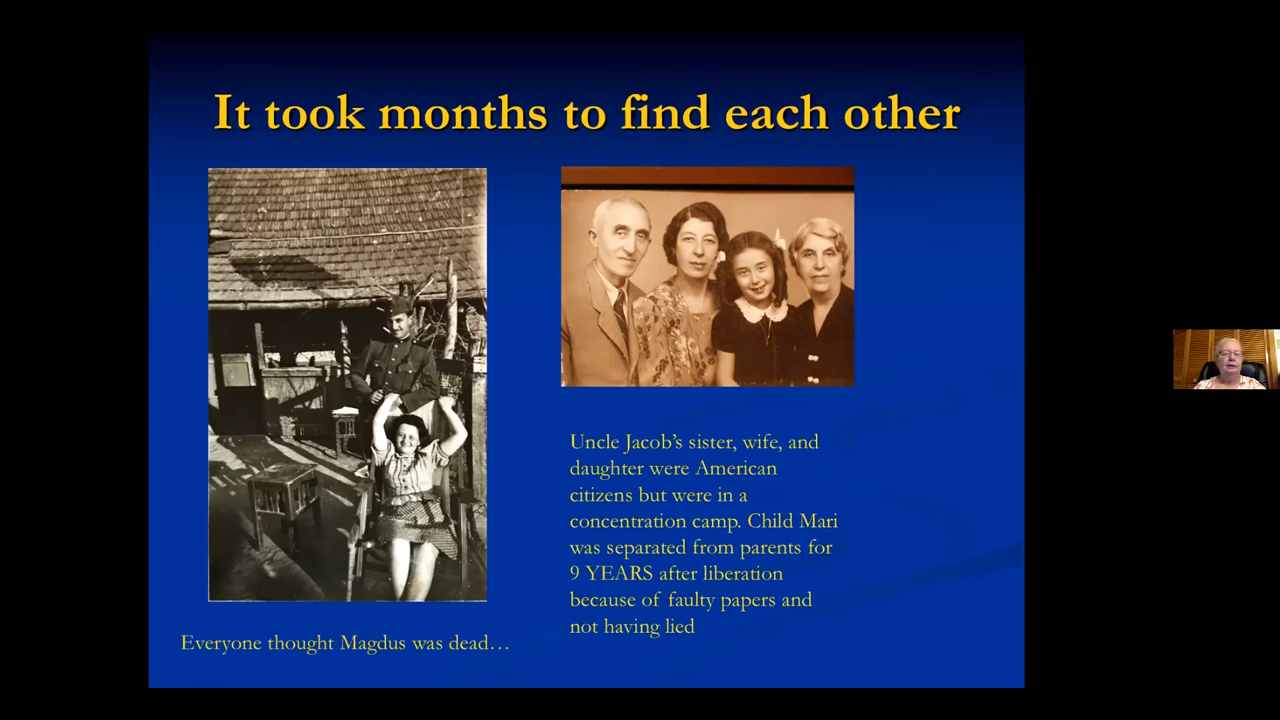 It took months to find each other
Uncle Jacob’s sister, wife, and
daughter were American
citizens but were in a
concentration camp. Child Mari
was separated from parents for
9 YEARS after liberation
because of faulty papers and
not having lied
Everyone thought Magdus was dead…